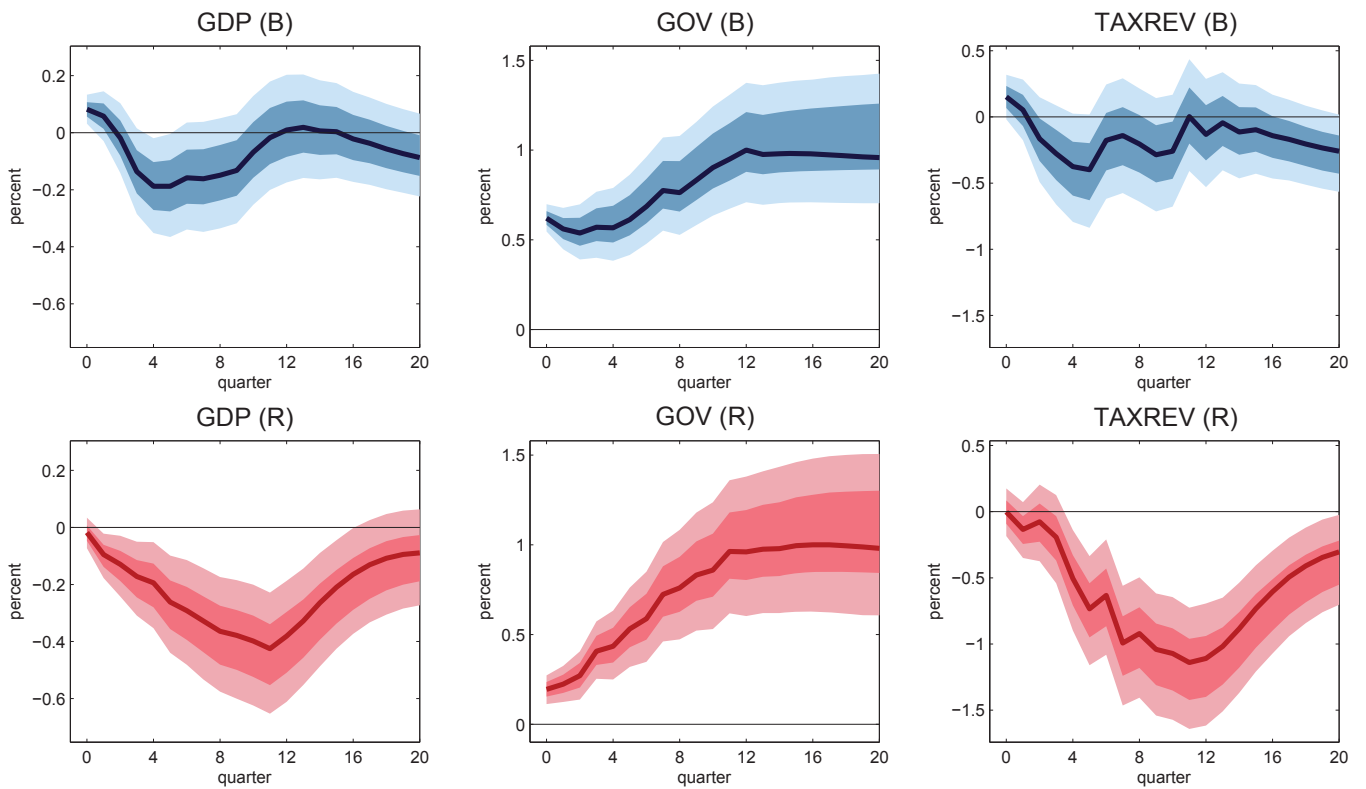 GDP (B)
GOV (B)
TAXREV (B)
percent
0.2
0
−0.2
−0.4
−0.6
0 4 8 12 16 20
quarter
percent
1.5
1
0.5
0
0 4 8 12 16 20
quarter
percent
0.5
0
−0.5
−1
−1.5
0 4 8 12 16 20
quarter
GDP (R)
GOV (R)
TAXREV (R)
percent
0.2
0
−0.2
−0.4
−0.6
0 4 8 12 16 20
quarter
percent
1.5
1
0.5
0
0 4 8 12 16 20
quarter
percent
0.5
0
−0.5
−1
−1.5
0 4 8 12 16 20
quarter